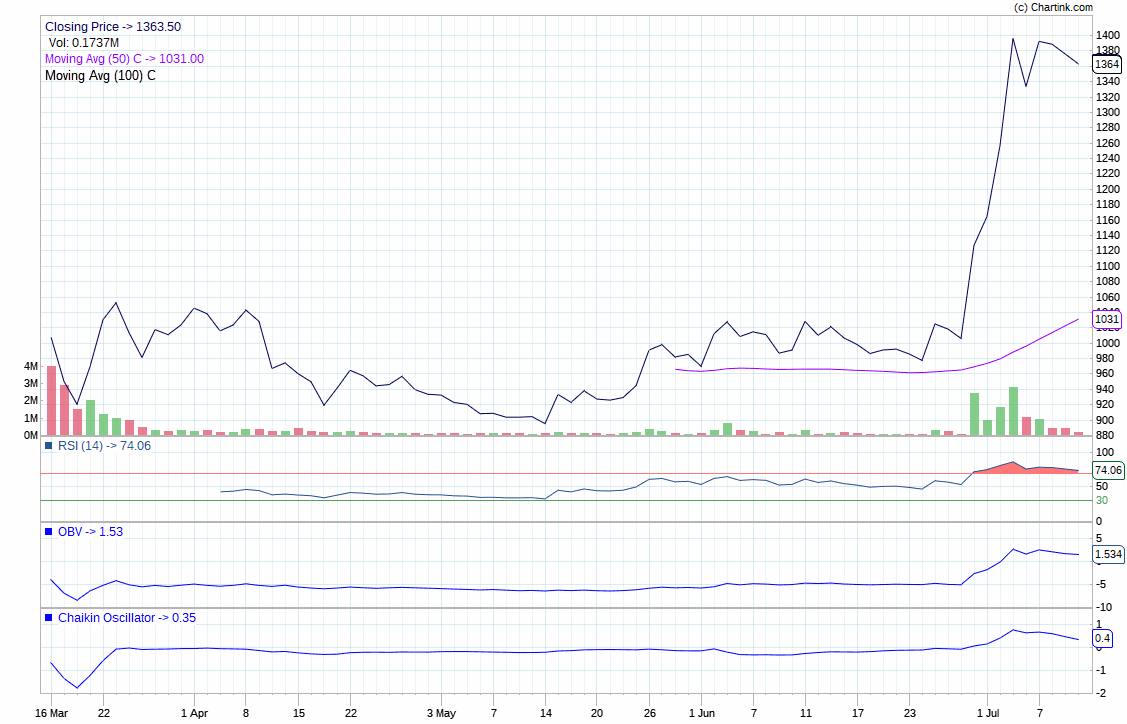 (c) Chartink.com
Closing Price -> 1363.50
Vol: 0.1737M
Moving Avg (50) C -> 1031.00
Moving Avg (100) C
1400
1380
1364
1340
1320
1300
1280
1260
1240
1220
1200
1180
1160
1140
1120
1100
1080
1060
1040
1031
1000
980
960
940
920
900
880
4M
3M
2M
1M
0M
RSI (14) -> 74.06
100
74.06
50
30
0
OBV -> 1.53
5
1.534
-5
-10
Chaikin Oscillator -> 0.35
1
0.4
-1
-2
16 Mar 22 1 Apr 8 15 22 3 May 7 14 20 26 1 Jun 7 11 17 23 1 Jul 7